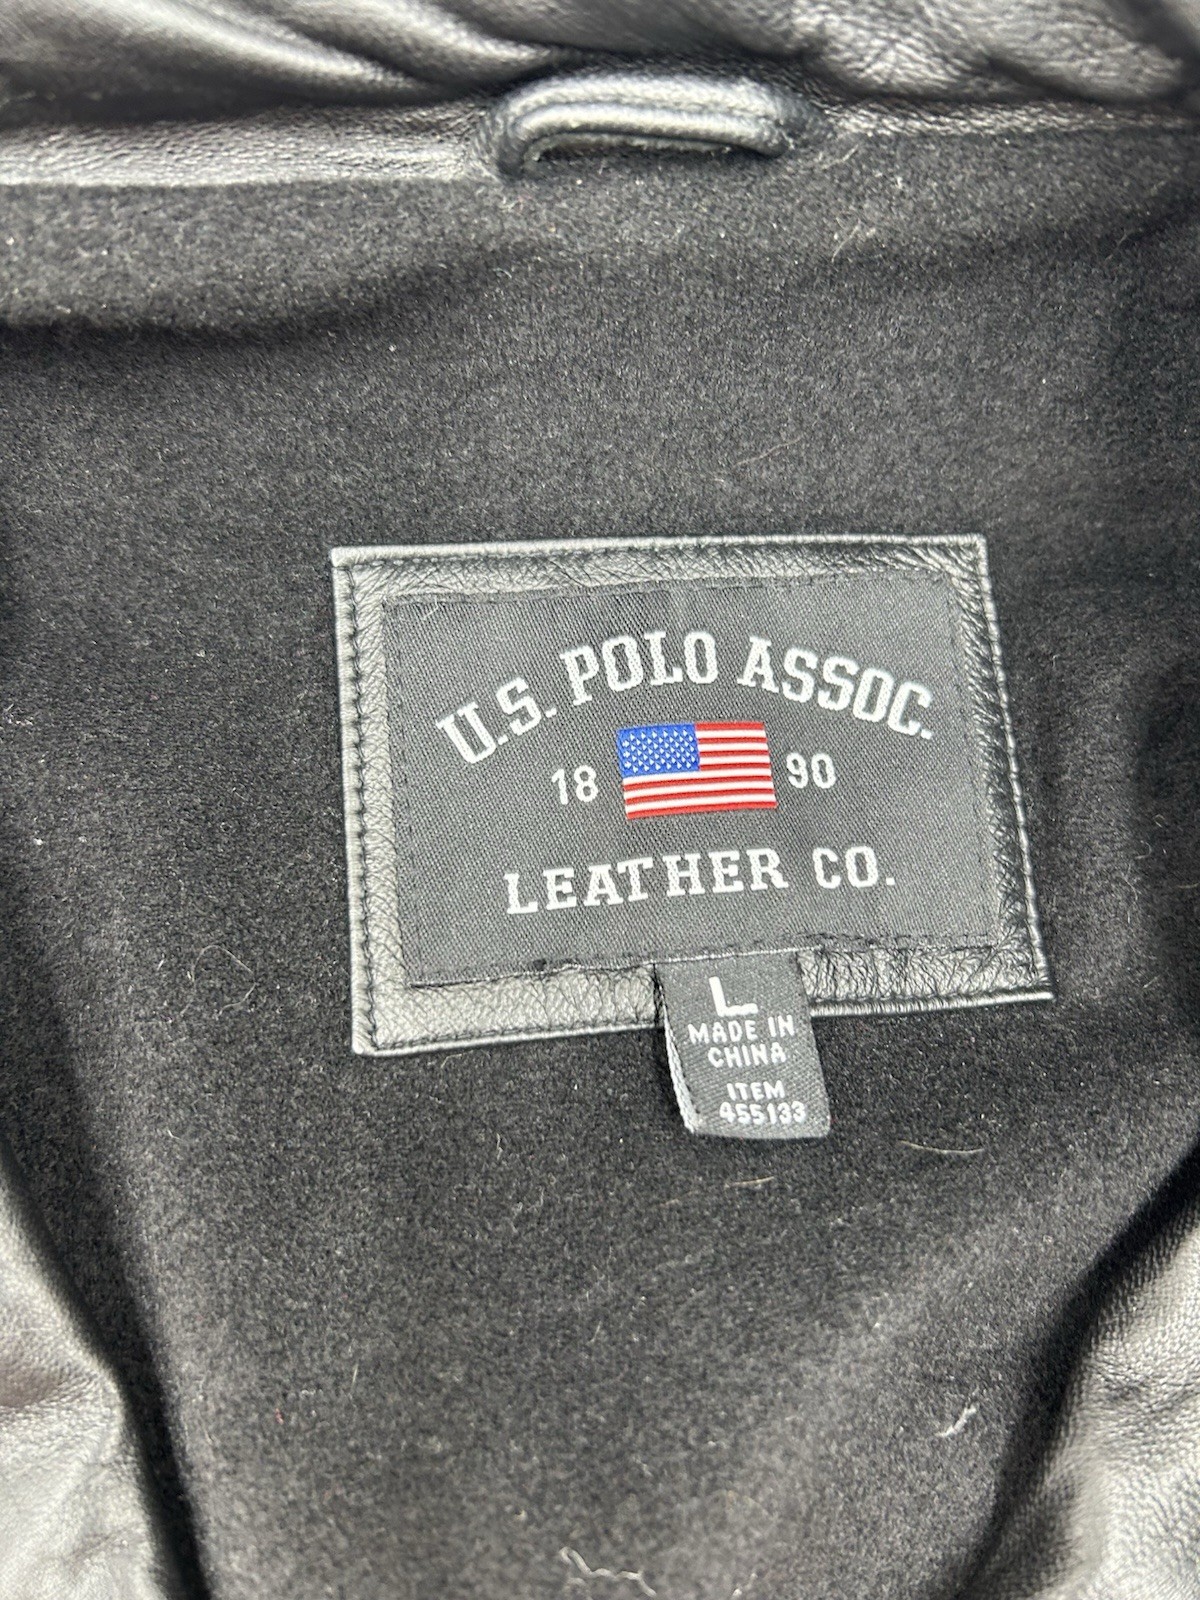 U.S. POLO ASSOC.
18 90
LEATHER CO.
L
MADE IN
CHINA
ITEM
455133